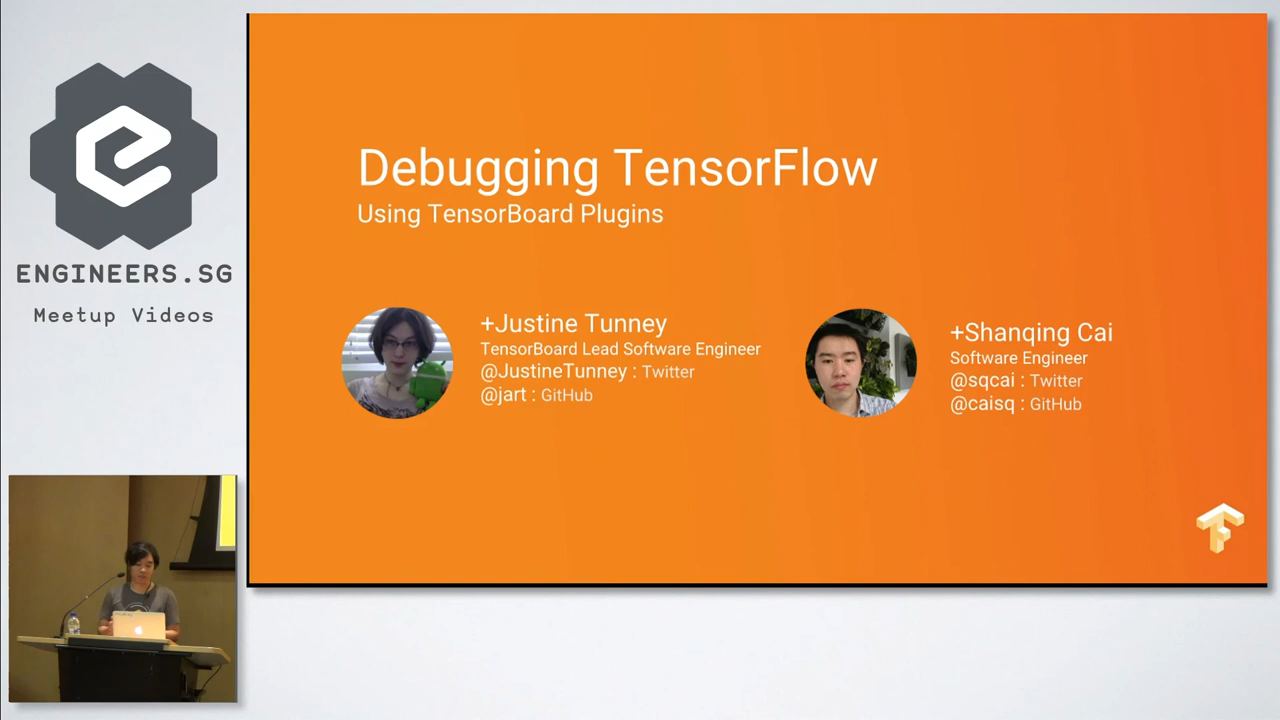 ENGINEERS.SG
Meetup Videos
Debugging TensorFlow
Using TensorBoard Plugins
+Justine Tunney
TensorBoard Lead Software Engineer
@JustineTunney : Twitter
@jart : GitHub
+Shanqing Cai
Software Engineer
@sqcai : Twitter
@caisq : GitHub